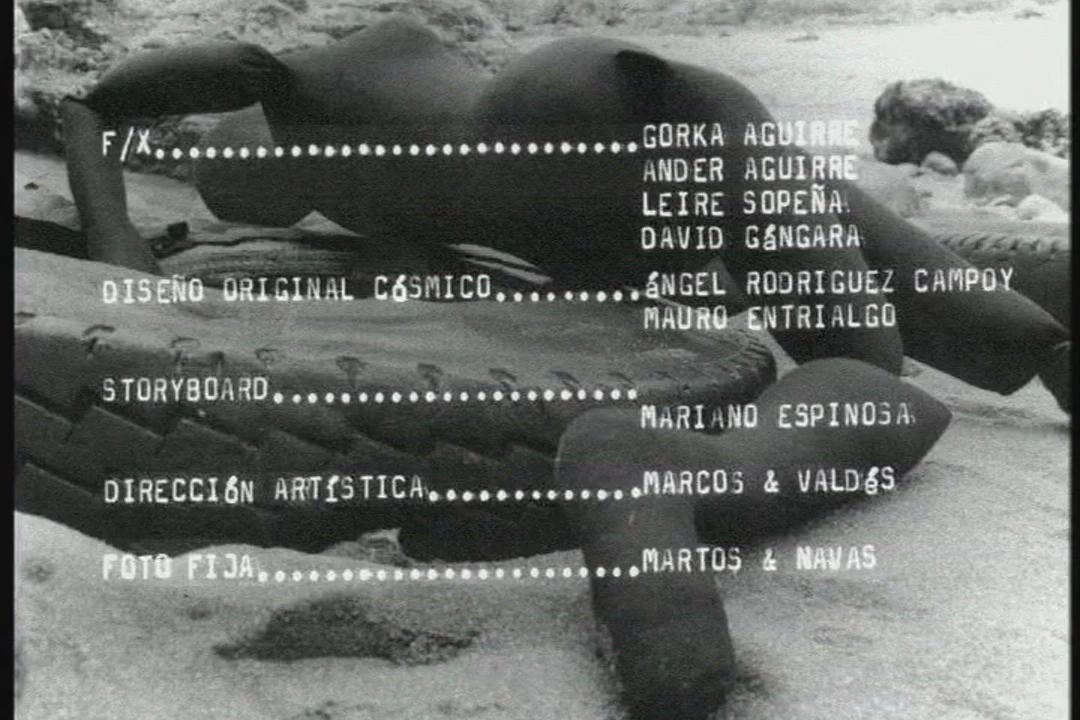 F/X..........................................GORKA AGUIRRE
ANDER AGUIRRE
LEIRE SOPEÑA
DAVID GáNGARA
DISEÑO ORIGINAL CóSMICO.............áNGEL RODRIGUEZ CAMPOY
MAURO ENTRIALGO
STORYBOARD................................
MARIANO ESPINOSA
DIRECCIóN ARTíSTICA...................MARCOS & VALDéS
FOTO FIJA.................................MARTOS & NAVAS